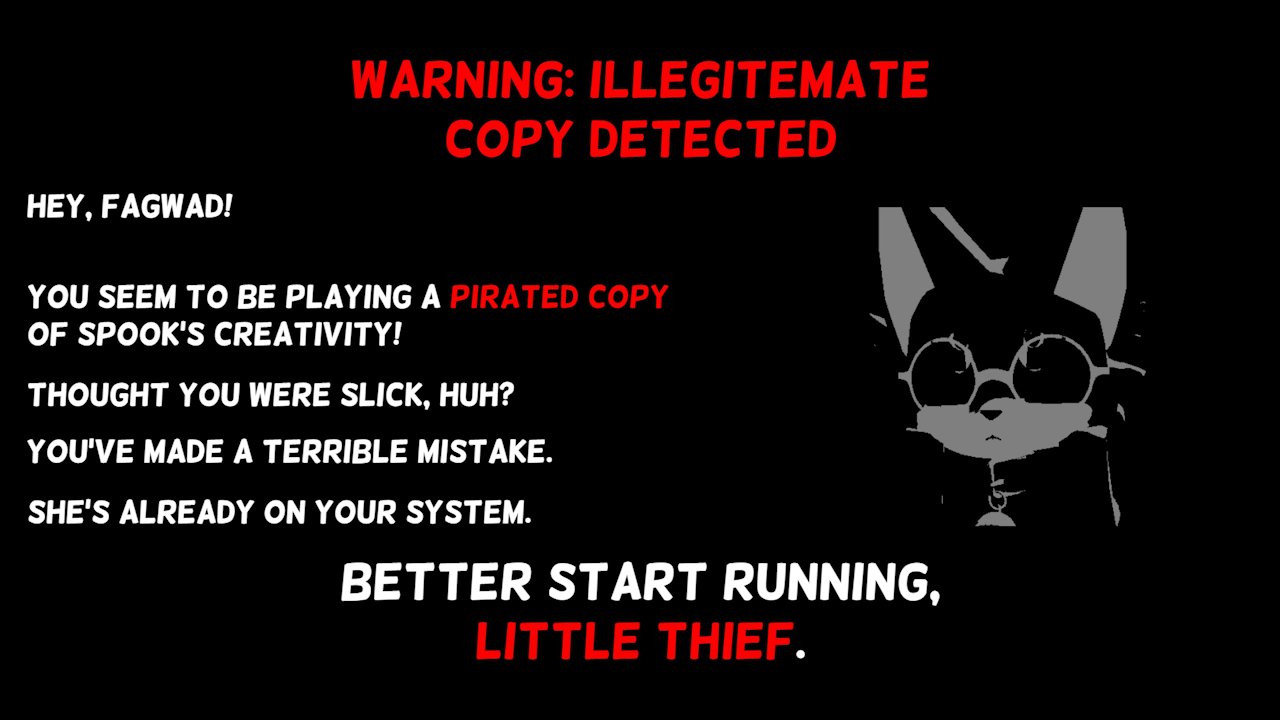 WARNING: ILLEGITEMATE
COPY DETECTED
HEY, FAGWAD!
YOU SEEM TO BE PLAYING A PIRATED COPY
OF SPOOK'S CREATIVITY!
THOUGHT YOU WERE SLICK, HUH?
YOU'VE MADE A TERRIBLE MISTAKE.
SHE'S ALREADY ON YOUR SYSTEM.
BETTER START RUNNING,
LITTLE THIEF.